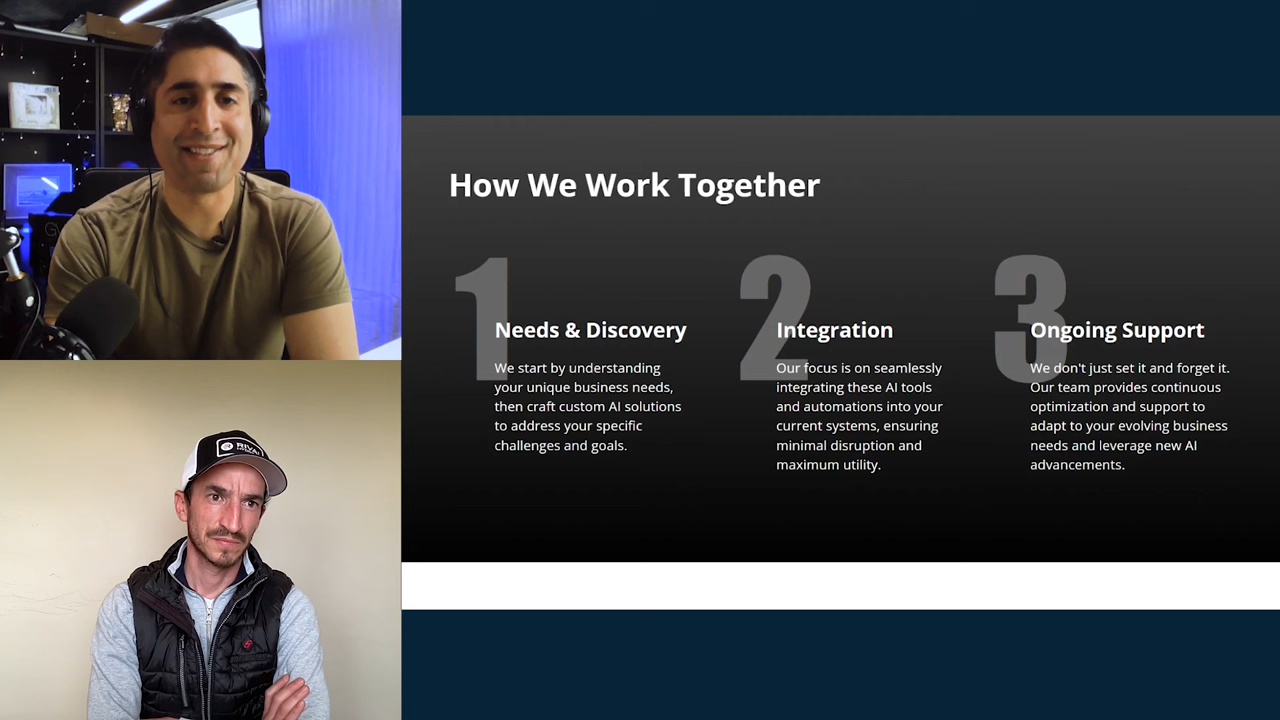 How We Work Together
1
Needs & Discovery
We start by understanding
your unique business needs,
then craft custom AI solutions
to address your specific
challenges and goals.
2
Integration
Our focus is on seamlessly
integrating these AI tools
and automations into your
current systems, ensuring
minimal disruption and
maximum utility.
3
Ongoing Support
We don't just set it and forget it.
Our team provides continuous
optimization and support to
adapt to your evolving business
needs and leverage new AI
advancements.